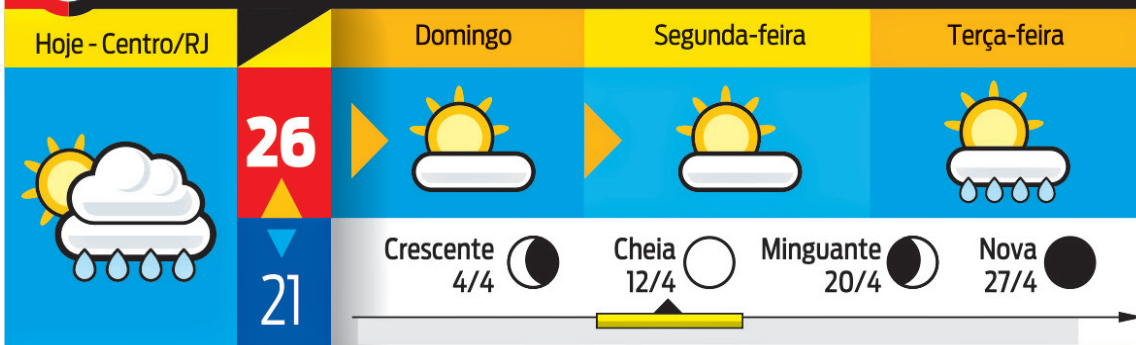 Hoje - Centro/RJ
Domingo
Segunda-feira
Terça-feira
26
21
Crescente
4/4
Cheia
12/4
Minguante
20/4
Nova
27/4